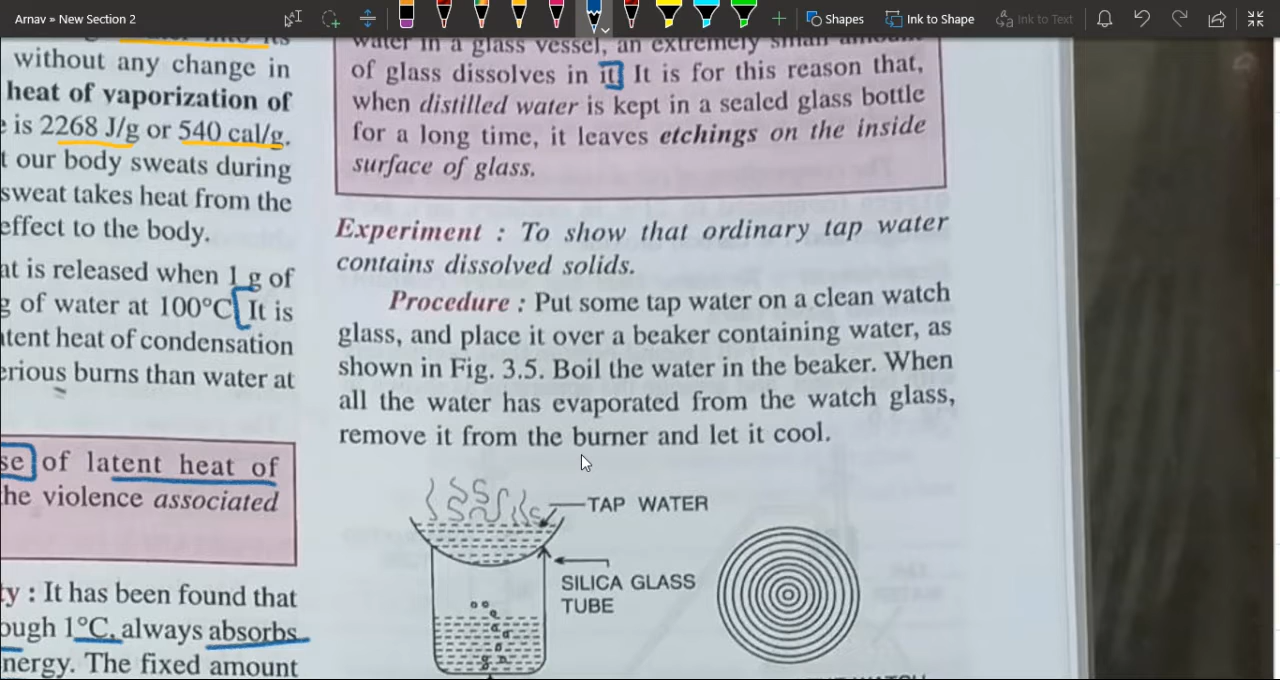 Arnav » New Section 2
Shapes
Ink to Shape
Ink to Text
without any change in
heat of vaporization of
is 2268 J/g or 540 cal/g.
our body sweats during
sweat takes heat from the
effect to the body.
at is released when 1 g of
g of water at 100°C. It is
latent heat of condensation
burns than water at
of latent heat of
the violence associated
ty : It has been found that
1°C, always absorbs
The fixed amount
water in a glass vessel, an extremely small amount
of glass dissolves in it. It is for this reason that,
when distilled water is kept in a sealed glass bottle
for a long time, it leaves etchings on the inside
surface of glass.
Experiment : To show that ordinary tap water
contains dissolved solids.
Procedure : Put some tap water on a clean watch
glass, and place it over a beaker containing water, as
shown in Fig. 3.5. Boil the water in the beaker. When
all the water has evaporated from the watch glass,
remove it from the burner and let it cool.
TAP WATER
SILICA GLASS
TUBE